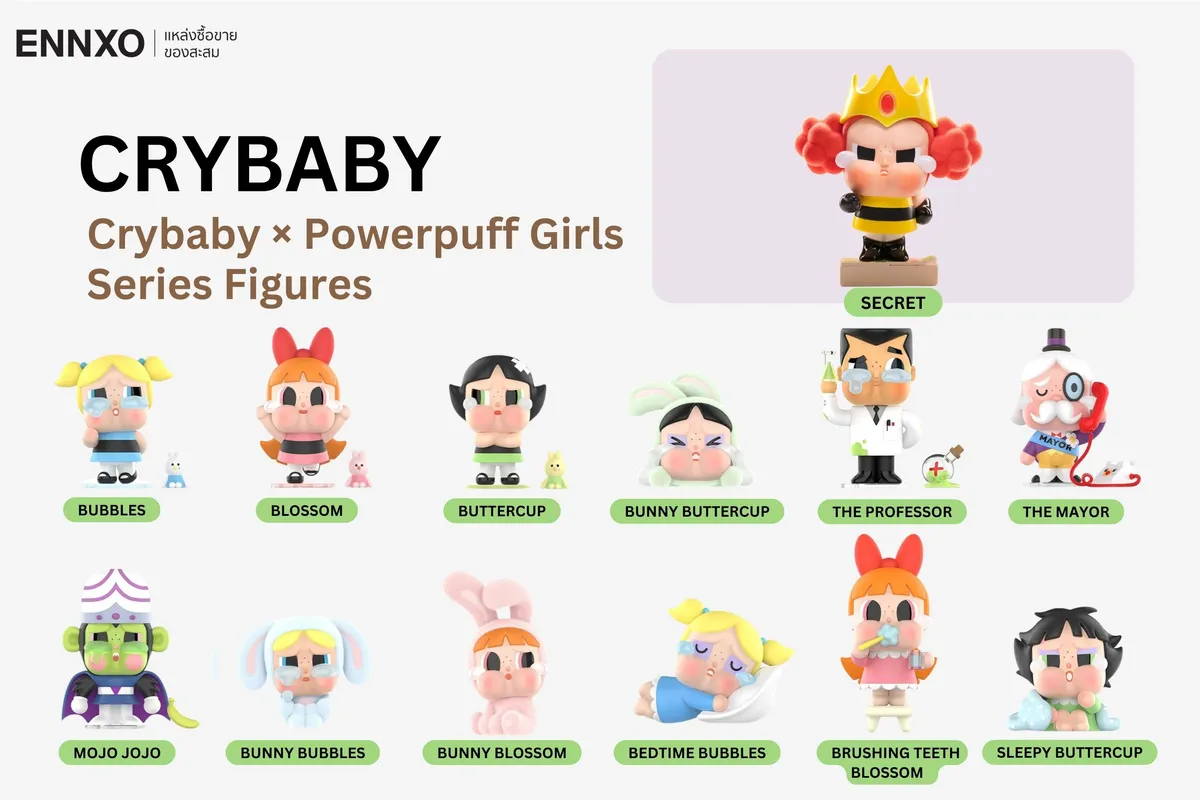 ENNXO
แหล่งซื้อขาย
ของสะสม
CRYBABY
Crybaby × Powerpuff Girls
Series Figures
SECRET
BUBBLES
BLOSSOM
BUTTERCUP
BUNNY BUTTERCUP
THE PROFESSOR
MAYOR
THE MAYOR
MOJO JOJO
BUNNY BUBBLES
BUNNY BLOSSOM
BEDTIME BUBBLES
BRUSHING TEETH
BLOSSOM
SLEEPY BUTTERCUP